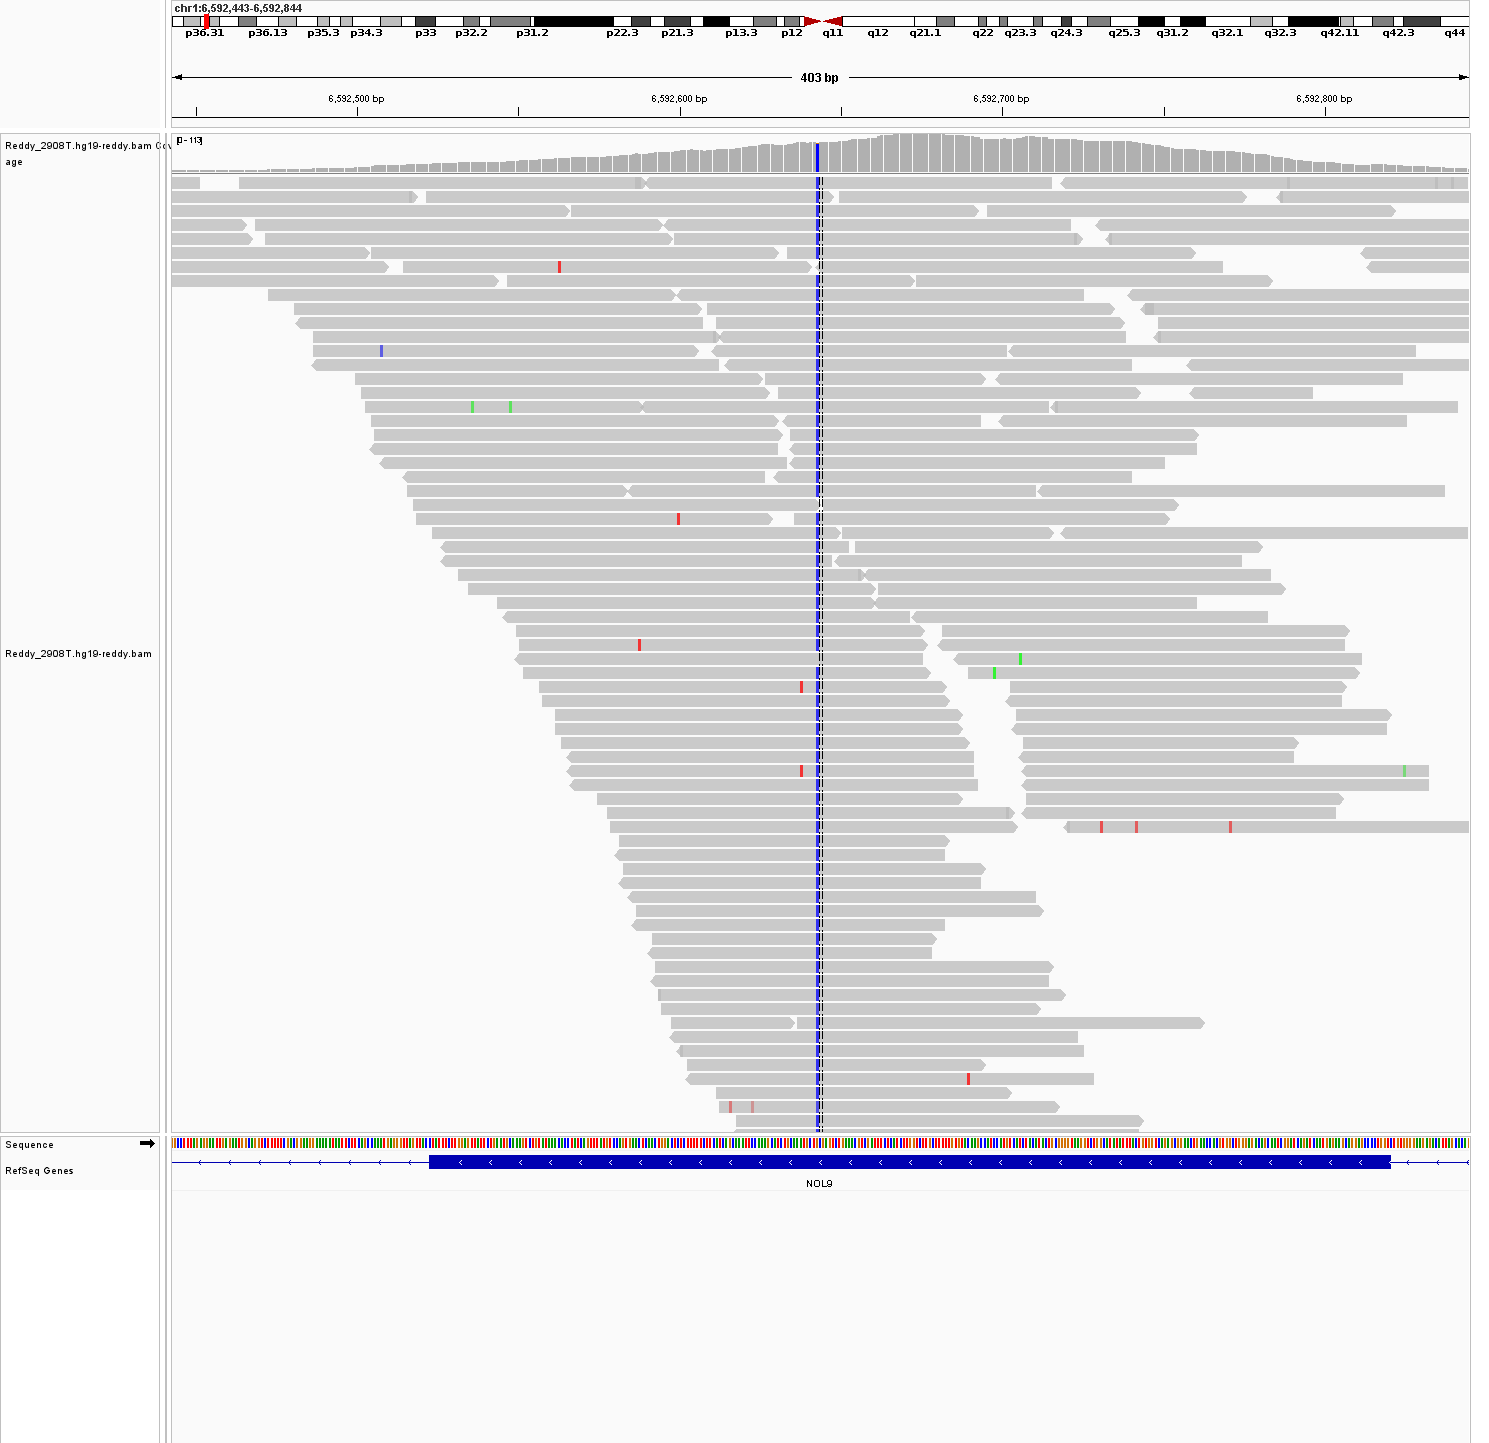 chr1:6,592,443-6,592,844
p36.31 p36.13 p35.3 p34.3 p33 p32.2 p31.2 p22.3 p21.3 p13.3 p12 q11 q12 q21.1 q22 q23.3 q24.3 q25.3 q31.2 q32.1 q32.3 q42.11 q42.3 q44
403 bp
6,592,500 bp 6,592,600 bp 6,592,700 bp 6,592,800 bp
[0 - 113]
Reddy_2908T.hg19-reddy.bam Cov
age
Reddy_2908T.hg19-reddy.bam
Sequence
RefSeq Genes
NOL9